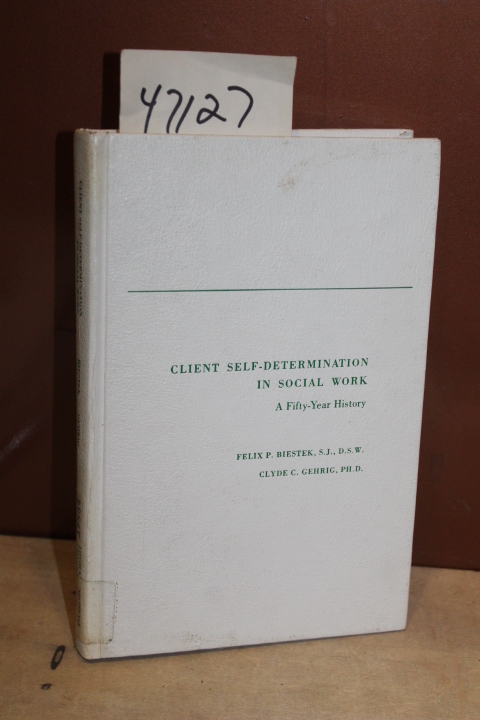 47127
CLIENT SELF-DETERMINATION
IN SOCIAL WORK
A Fifty-Year History
FELIX P. BIESTEK, S.J., D.S.W.
CLYDE C. GEHRIG, PH.D.